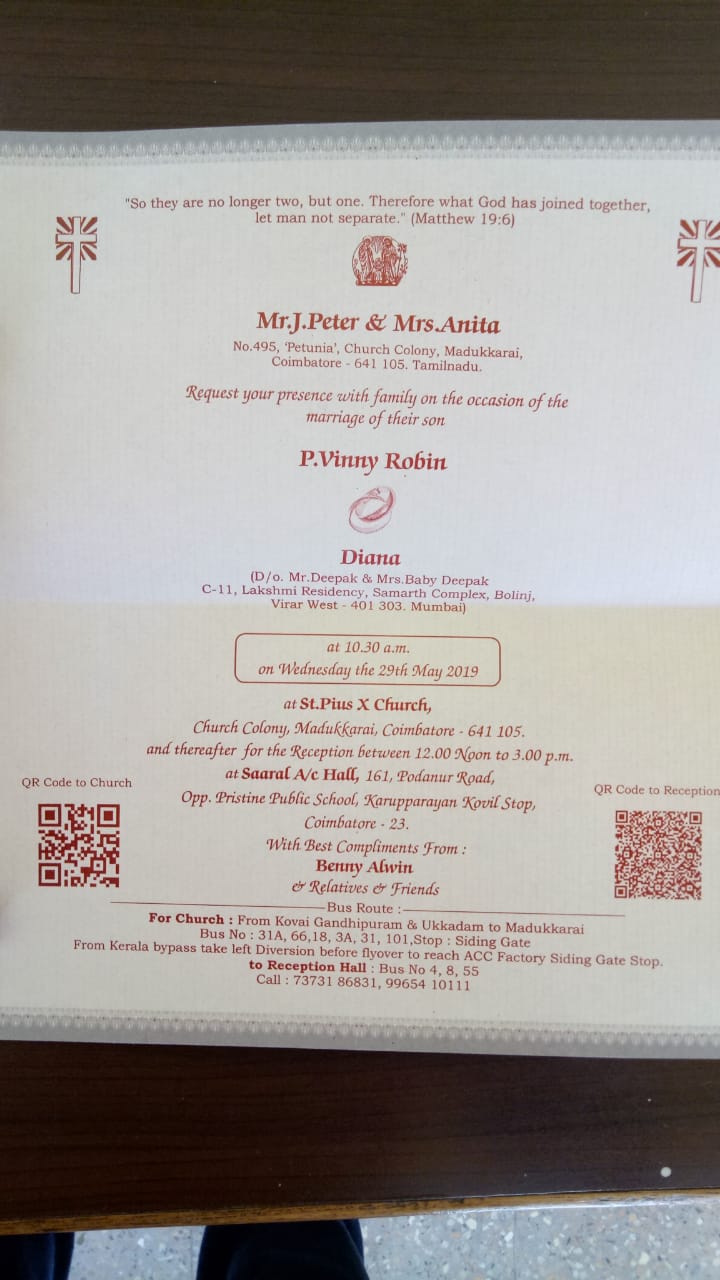 "So they are no longer two, but one. Therefore what God has joined together,
let man not separate." (Matthew 19:6)
Mr.J.Peter & Mrs.Anita
No.495, 'Petunia', Church Colony, Madukkarai,
Coimbatore - 641 105. Tamilnadu.
Request your presence with family on the occasion of the
marriage of their son
P.Vinny Robin
Diana
(D/o. Mr.Deepak & Mrs.Baby Deepak
C-11, Lakshmi Residency, Samarth Complex, Bolinj,
Virar West - 401 303. Mumbai)
at 10.30 a.m.
on Wednesday the 29th May 2019
at St.Pius X Church,
Church Colony, Madukkarai, Coimbatore - 641 105.
and thereafter for the Reception between 12.00 Noon to 3.00 p.m.
at Saaral A/c Hall, 161, Podanur Road,
Opp. Pristine Public School, Karupparayan Kovil Stop,
Coimbatore - 23.
QR Code to Church
QR Code to Reception
With Best Compliments From :
Benny Alwin
& Relatives & Friends
Bus Route :
For Church : From Kovai Gandhipuram & Ukkadam to Madukkarai
Bus No : 31A, 66,18, 3A, 31, 101,Stop : Siding Gate
From Kerala bypass take left Diversion before flyover to reach ACC Factory Siding Gate Stop.
to Reception Hall : Bus No 4, 8, 55
Call : 73731 86831, 99654 10111